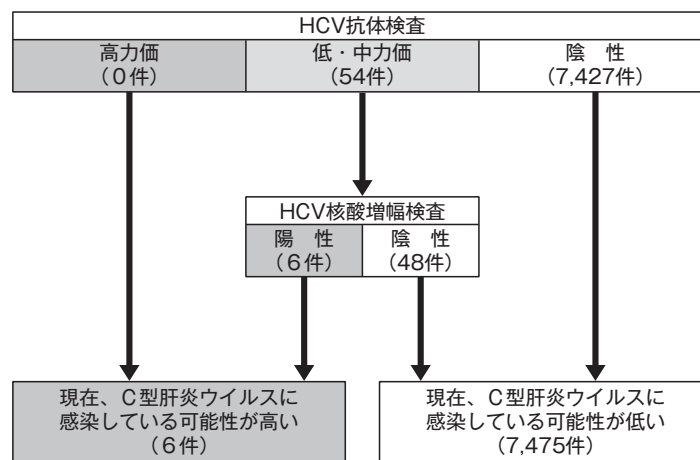 HCV抗体検査
高力価
（0件）
低・中力価
（54件）
陰　性
（7,427件）
HCV核酸増幅検査
陽　性
（6件）
陰　性
（48件）
現在、C型肝炎ウイルスに
感染している可能性が高い
（6件）
現在、C型肝炎ウイルスに
感染している可能性が低い
（7,475件）